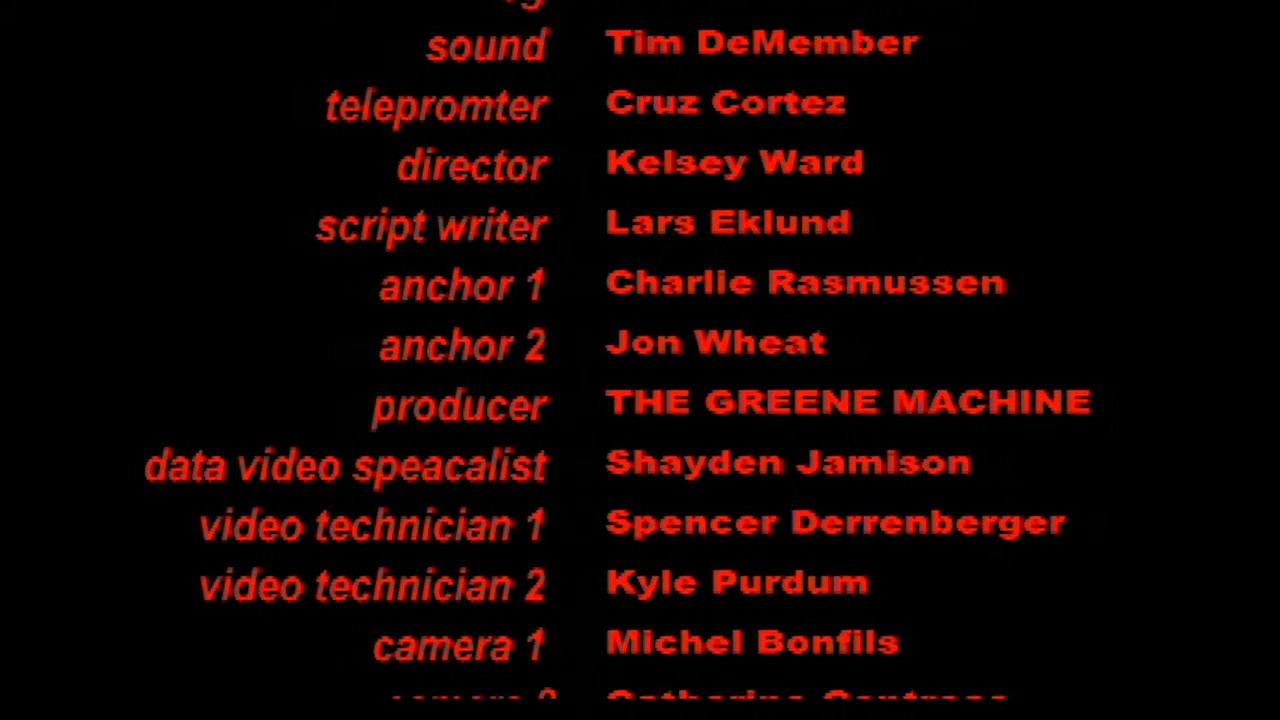 sound Tim DeMember
telepromter Cruz Cortez
director Kelsey Ward
script writer Lars Eklund
anchor 1 Charlie Rasmussen
anchor 2 Jon Wheat
producer THE GREENE MACHINE
data video speacalist Shayden Jamison
video technician 1 Spencer Derrenberger
video technician 2 Kyle Purdum
camera 1 Michel Bonfils